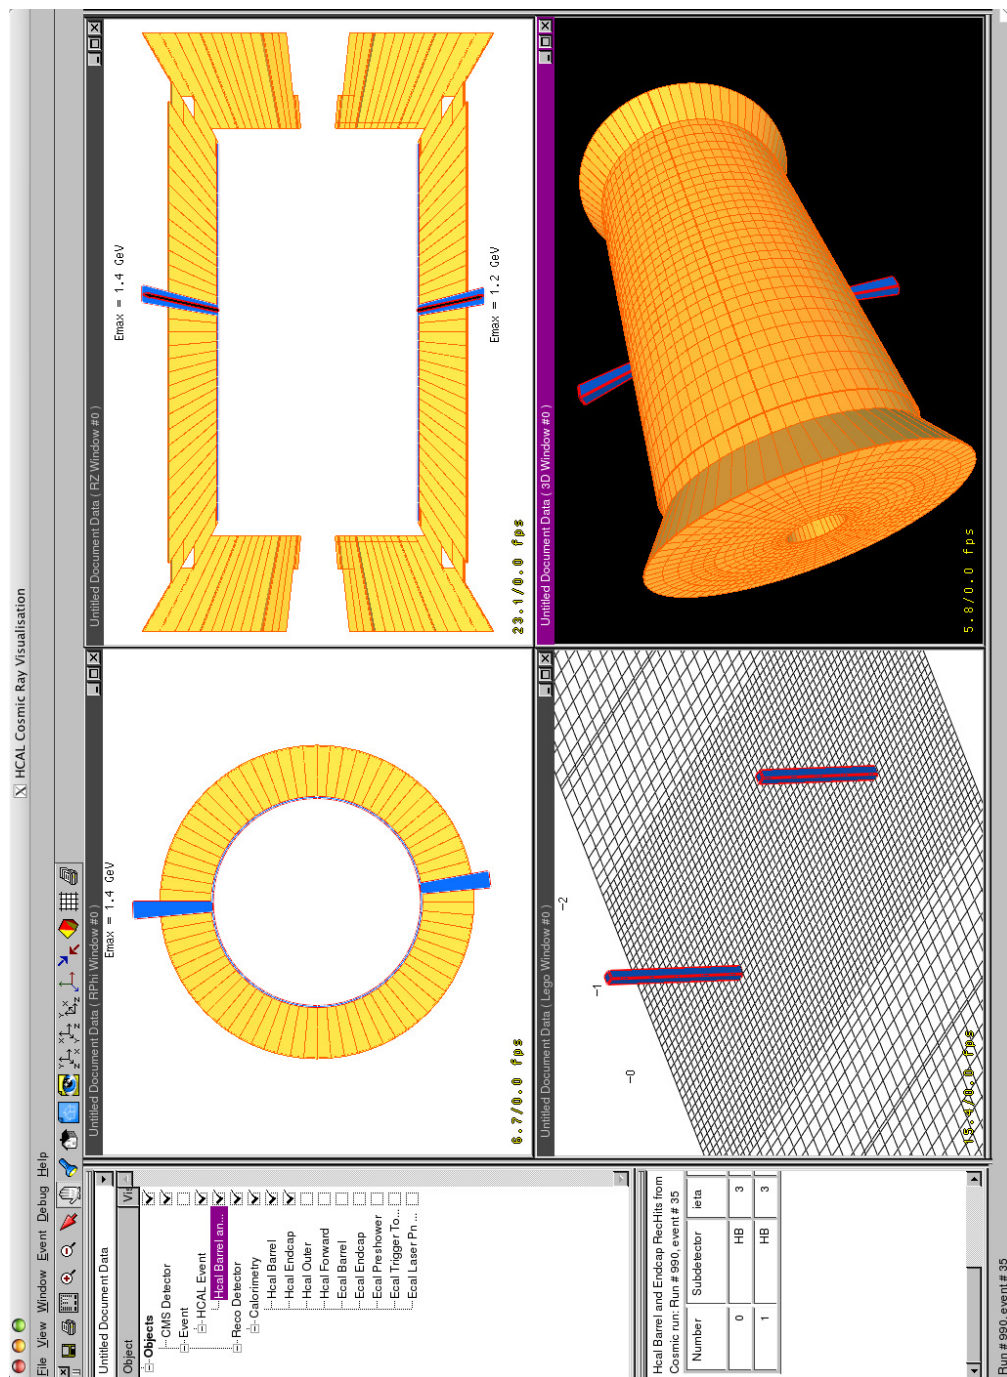 X HCAL Cosmic Ray Visualisation
File View Window Event Debug Help
Untitled Document Data
Object Vis
Objects
CMS Detector
Event
HCAL Event
Hcal Barrel an...
Reco Detector
Calorimetry
Hcal Barrel
Hcal Endcap
Hcal Outer
Hcal Forward
Ecal Barrel
Ecal Endcap
Ecal Preshower
Ecal Trigger To...
Ecal Laser Pn ...
Hcal Barrel and Endcap RecHits from
Cosmic run: Run # 990, event # 35
Number Subdetector ieta
0 HB 3
1 HB 3
Untitled Document Data ( RPhi Window #0 )
Emax = 1.4 GeV
6.7/0.0 fps
Untitled Document Data ( RZ Window #0 )
Emax = 1.4 GeV
Emax = 1.2 GeV
23.1/0.0 fps
Untitled Document Data ( Lego Window #0 )
-0
-1
-2
15.4/0.0 fps
Untitled Document Data ( 3D Window #0 )
5.8/0.0 fps
Run # 990, event # 35